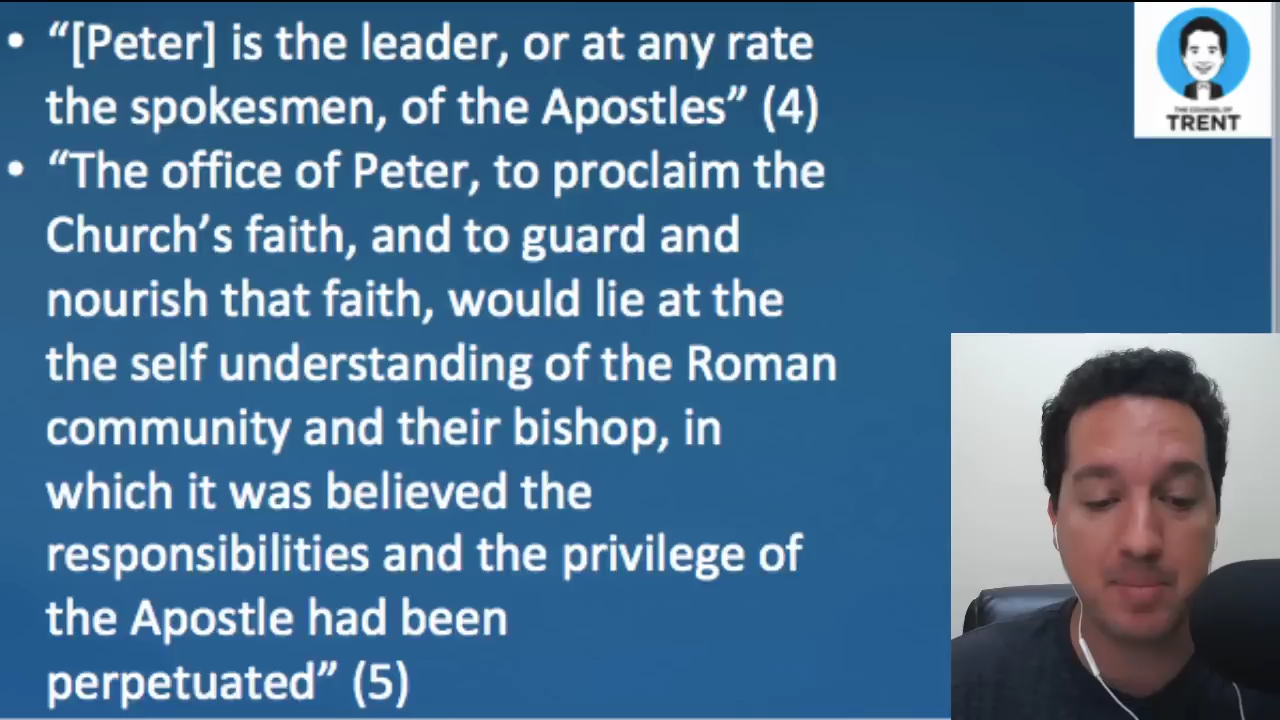 • “[Peter] is the leader, or at any rate
the spokesmen, of the Apostles” (4)
• “The office of Peter, to proclaim the
Church’s faith, and to guard and
nourish that faith, would lie at the
the self understanding of the Roman
community and their bishop, in
which it was believed the
responsibilities and the privilege of
the Apostle had been
perpetuated” (5)
THE COUNSEL OF
TRENT